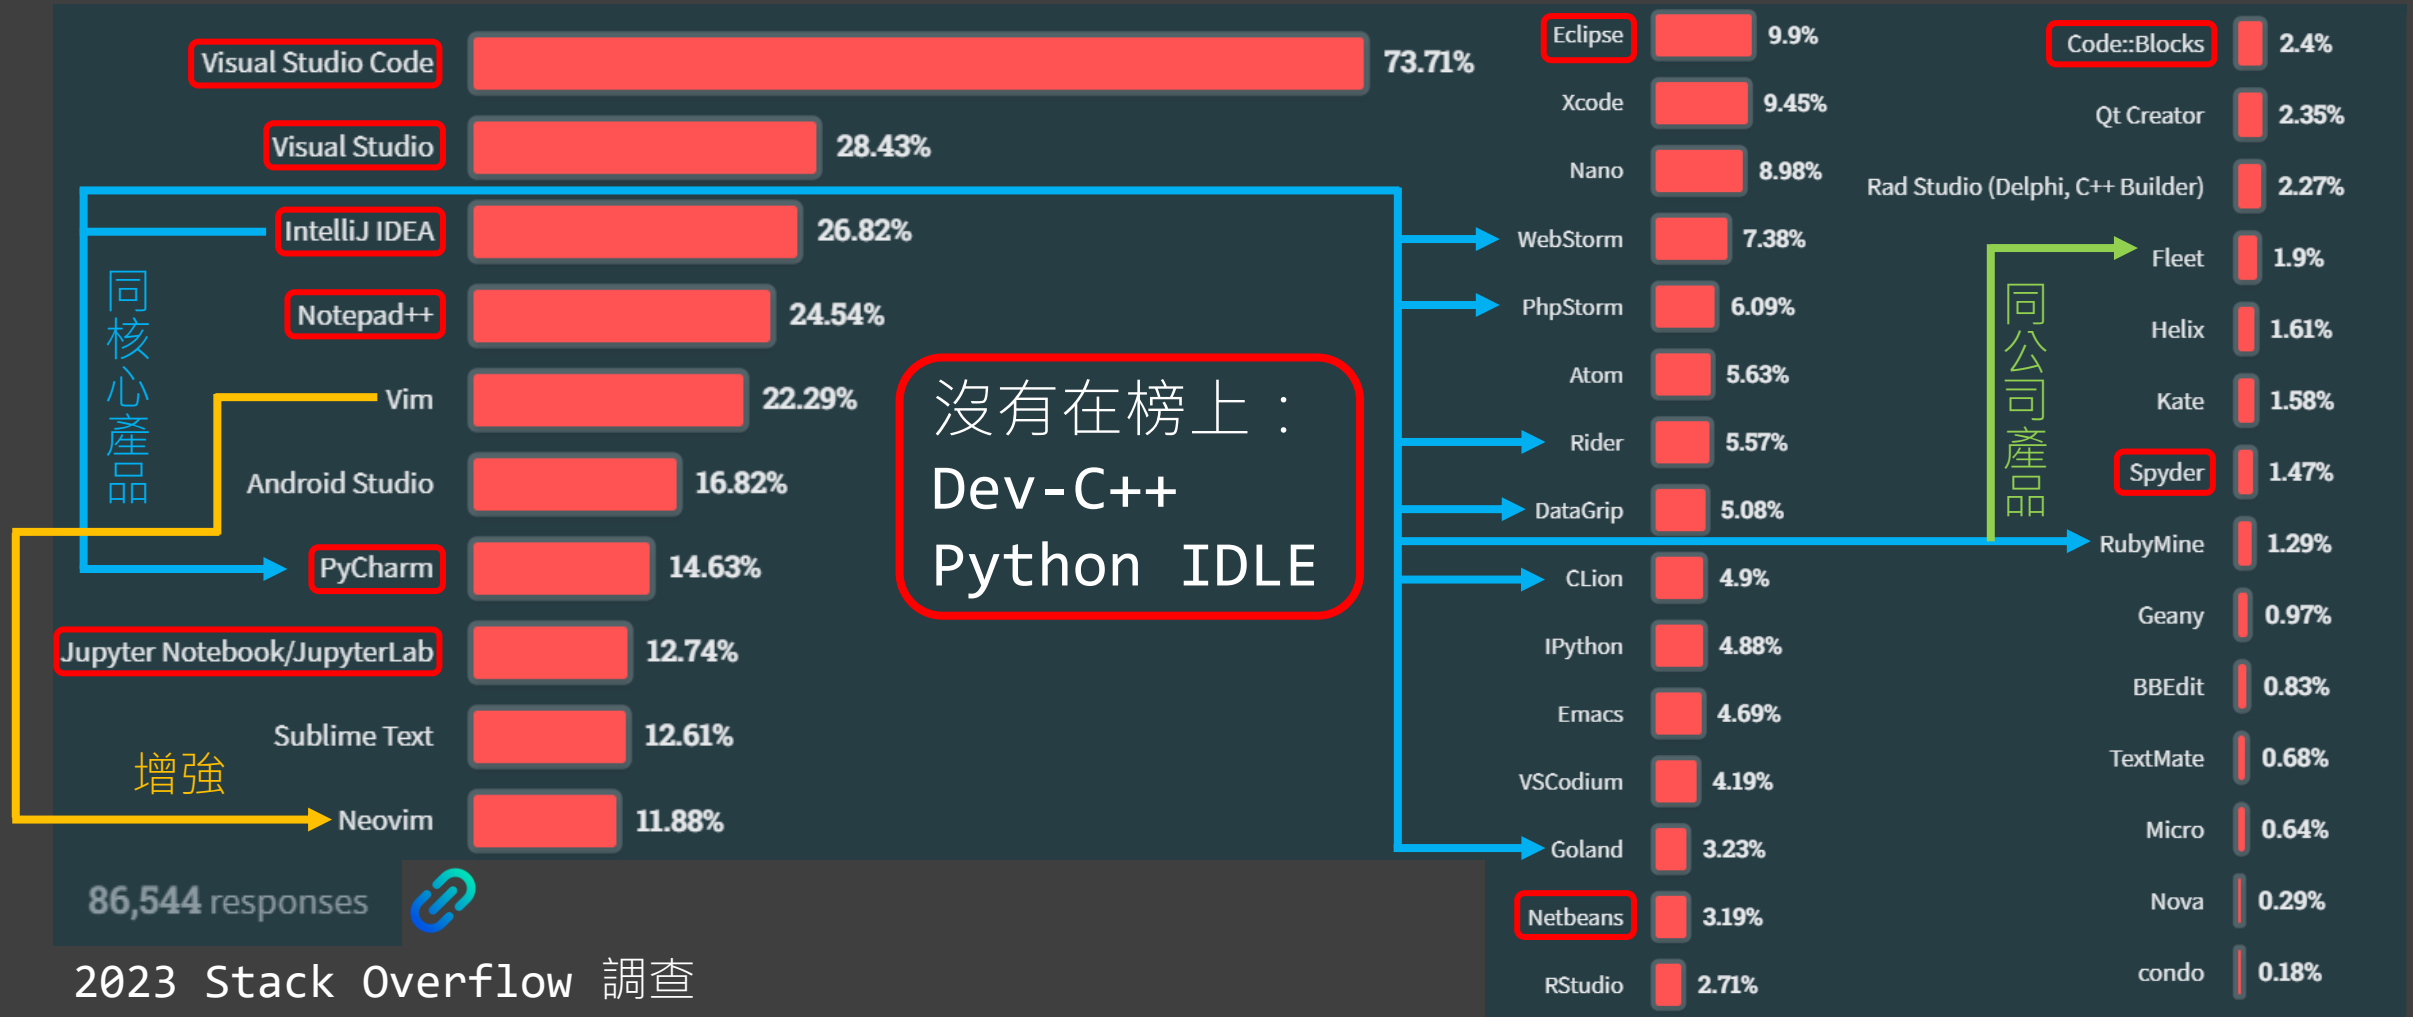 Visual Studio Code 73.71%
Visual Studio 28.43%
IntelliJ IDEA 26.82%
Notepad++ 24.54%
Vim 22.29%
Android Studio 16.82%
PyCharm 14.63%
Jupyter Notebook/JupyterLab 12.74%
Sublime Text 12.61%
Neovim 11.88%
同核心產品
增強
86,544 responses
2023 Stack Overflow 調查
沒有在榜上：
Dev-C++
Python IDLE
Eclipse 9.9%
Xcode 9.45%
Nano 8.98%
WebStorm 7.38%
PhpStorm 6.09%
Atom 5.63%
Rider 5.57%
DataGrip 5.08%
CLion 4.9%
IPython 4.88%
Emacs 4.69%
VSCodium 4.19%
Goland 3.23%
Netbeans 3.19%
RStudio 2.71%
Code::Blocks 2.4%
Qt Creator 2.35%
Rad Studio (Delphi, C++ Builder) 2.27%
Fleet 1.9%
Helix 1.61%
Kate 1.58%
Spyder 1.47%
RubyMine 1.29%
Geany 0.97%
BBEdit 0.83%
TextMate 0.68%
Micro 0.64%
Nova 0.29%
condo 0.18%
同公司產品